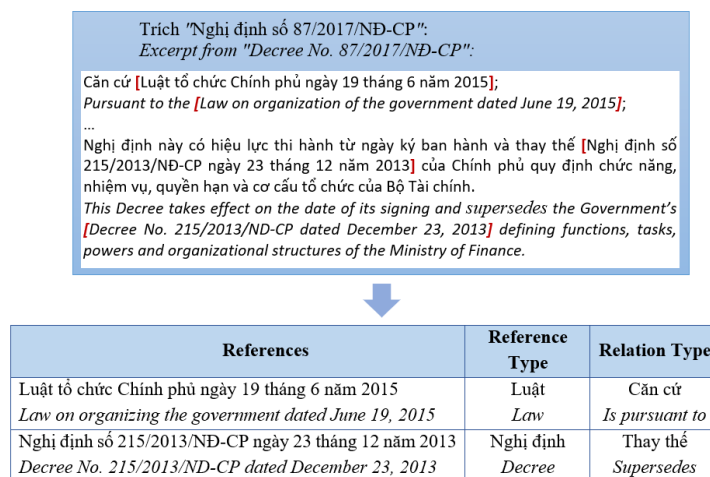 Trích "Nghị định số 87/2017/NĐ-CP":
Excerpt from "Decree No. 87/2017/NĐ-CP":
Căn cứ [Luật tổ chức Chính phủ ngày 19 tháng 6 năm 2015];
Pursuant to the [Law on organization of the government dated June 19, 2015];
...
Nghị định này có hiệu lực thi hành từ ngày ký ban hành và thay thế [Nghị định số
215/2013/NĐ-CP ngày 23 tháng 12 năm 2013] của Chính phủ quy định chức năng,
nhiệm vụ, quyền hạn và cơ cấu tổ chức của Bộ Tài chính.
This Decree takes effect on the date of its signing and supersedes the Government’s
[Decree No. 215/2013/ND-CP dated December 23, 2013] defining functions, tasks,
powers and organizational structures of the Ministry of Finance.
References
Reference
Type
Relation Type
Luật tổ chức Chính phủ ngày 19 tháng 6 năm 2015
Luật
Căn cứ
Law on organizing the government dated June 19, 2015
Law
Is pursuant to
Nghị định số 215/2013/NĐ-CP ngày 23 tháng 12 năm 2013
Nghị định
Thay thế
Decree No. 215/2013/ND-CP dated December 23, 2013
Decree
Supersedes